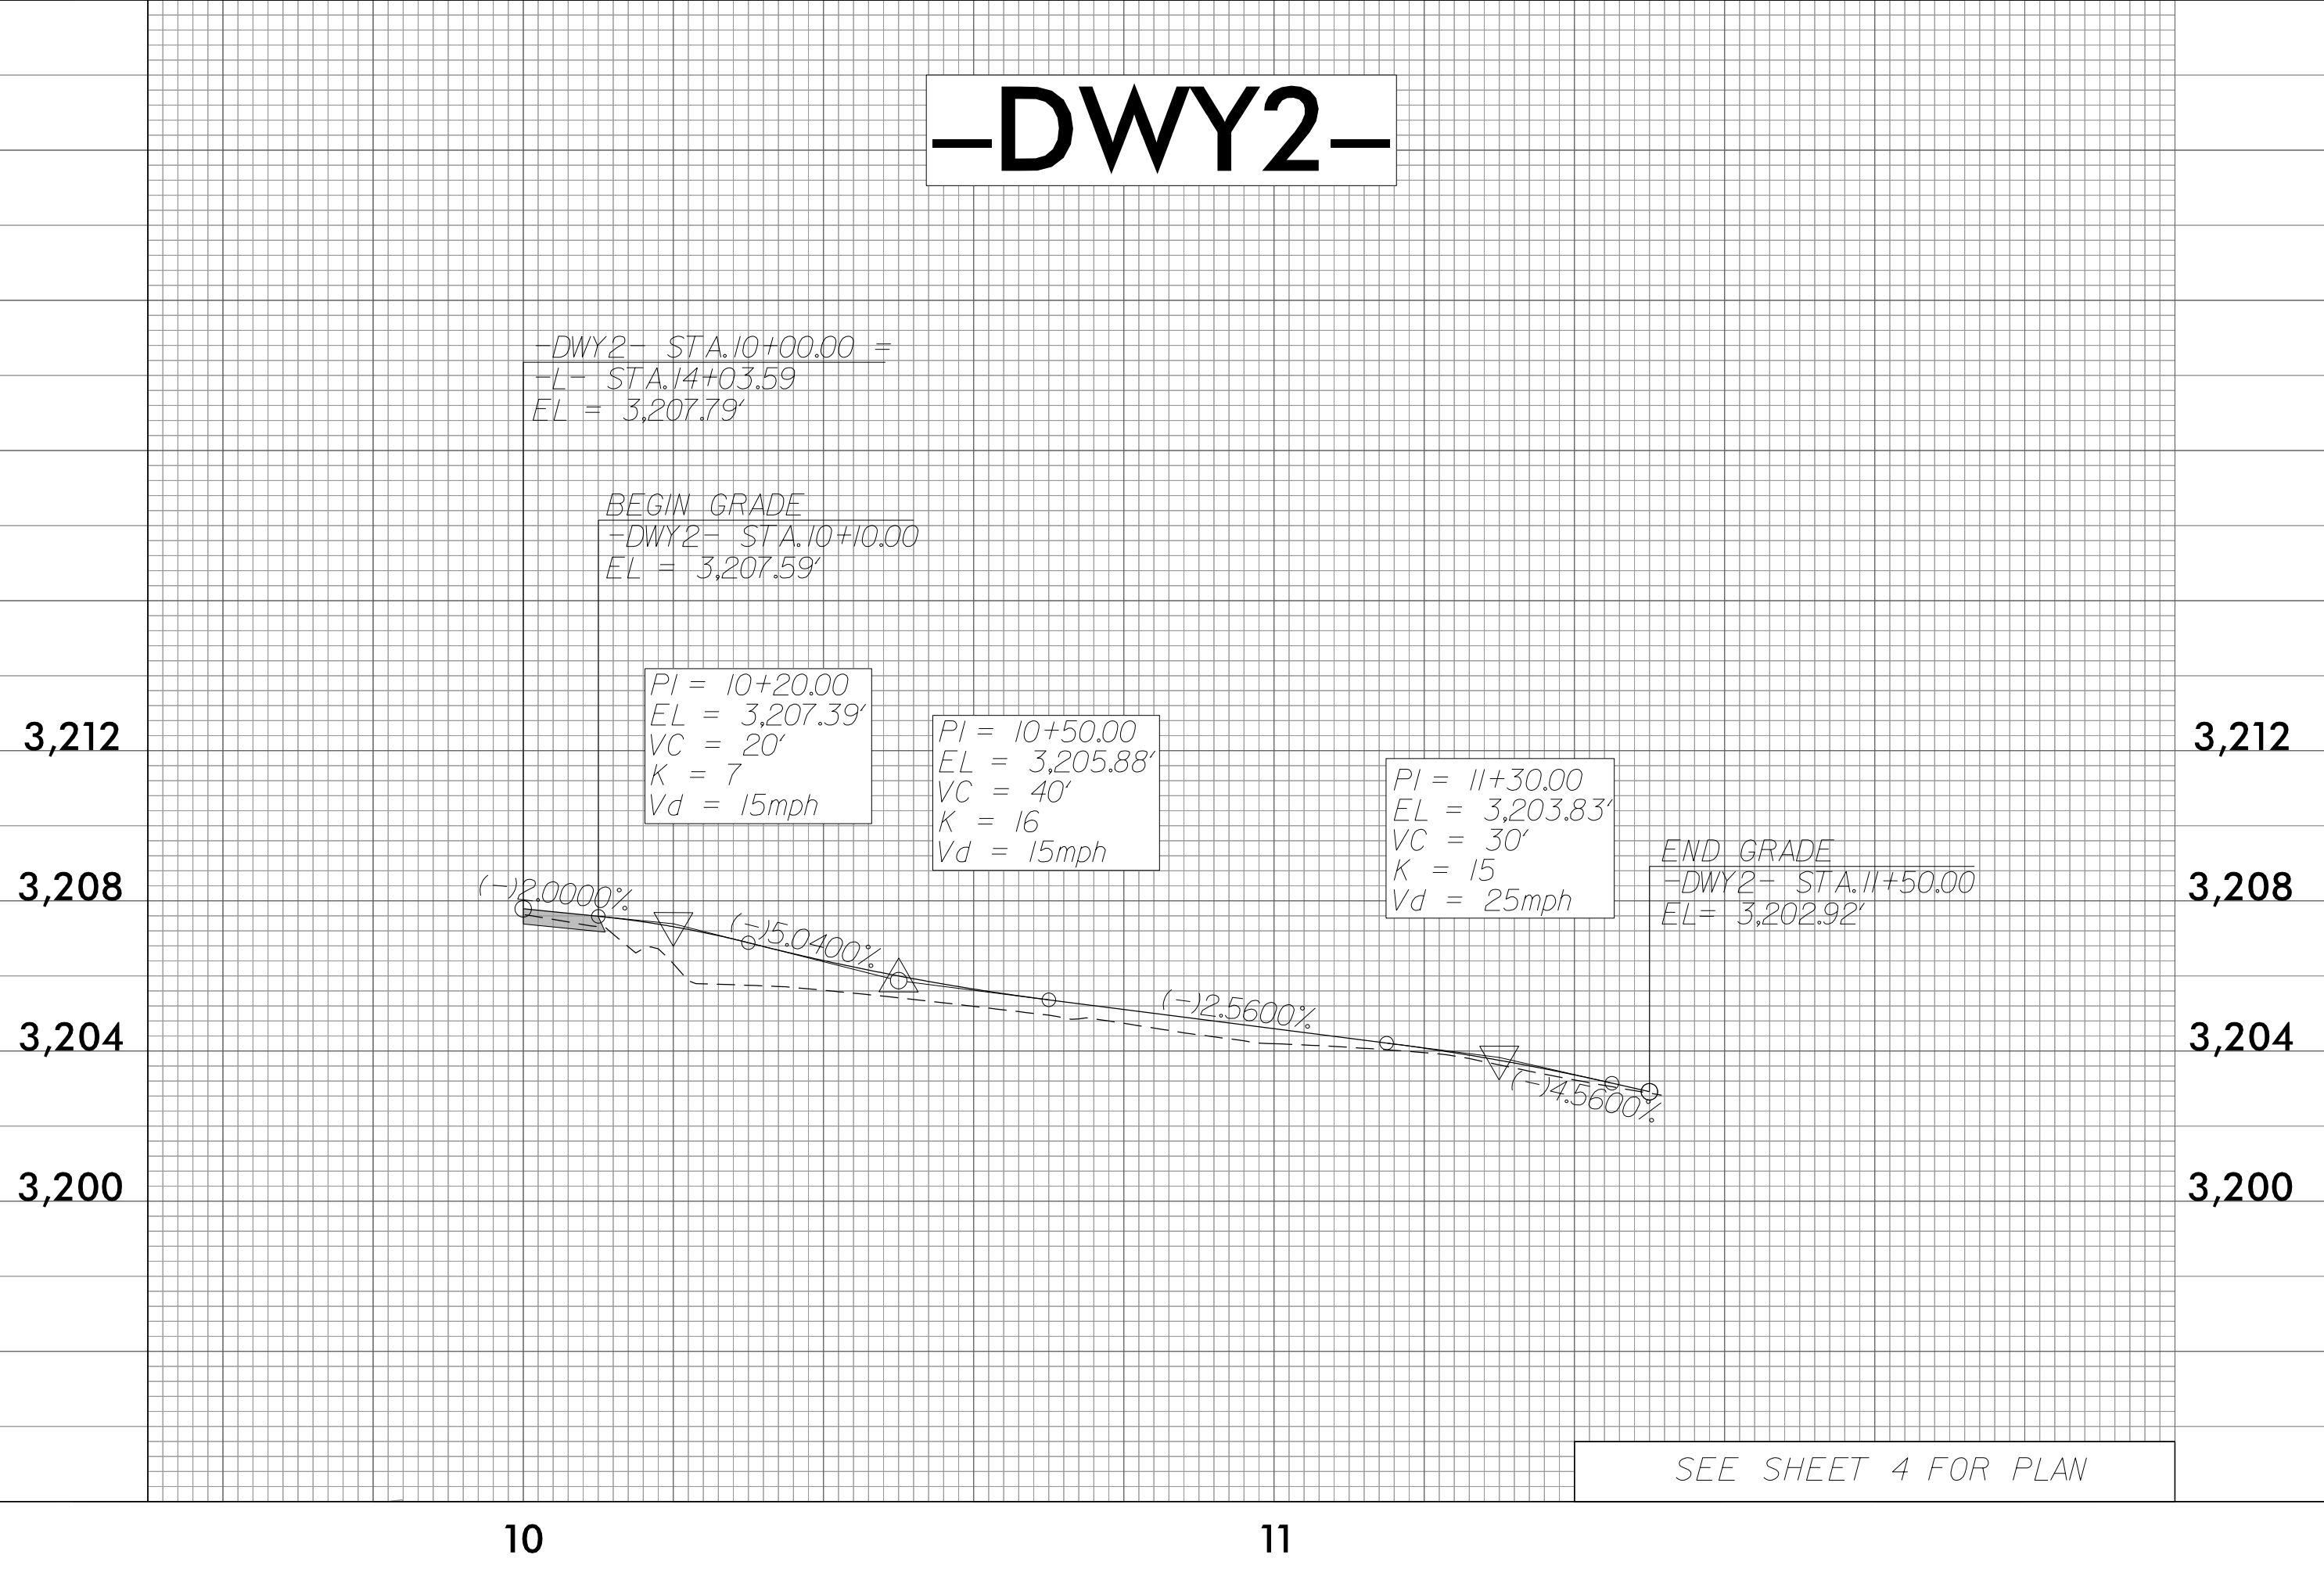 -DWY2-
-DWY2- STA.10+00.00 =
-L- STA.14+03.59
EL = 3,207.79'
BEGIN GRADE
-DWY2- STA.10+10.00
EL = 3,207.59'
PI = 10+20.00
EL = 3,207.39'
VC = 20'
K = 7
Vd = 15mph
PI = 10+50.00
EL = 3,205.88'
VC = 40'
K = 16
Vd = 15mph
PI = 11+30.00
EL = 3,203.83'
VC = 30'
K = 15
Vd = 25mph
END GRADE
-DWY2- STA.11+50.00
EL= 3,202.92'
(-)2.0000%
(-)5.0400%
(-)2.5600%
(-)4.5600%
3,212
3,208
3,204
3,200
3,212
3,208
3,204
3,200
SEE SHEET 4 FOR PLAN
10
11